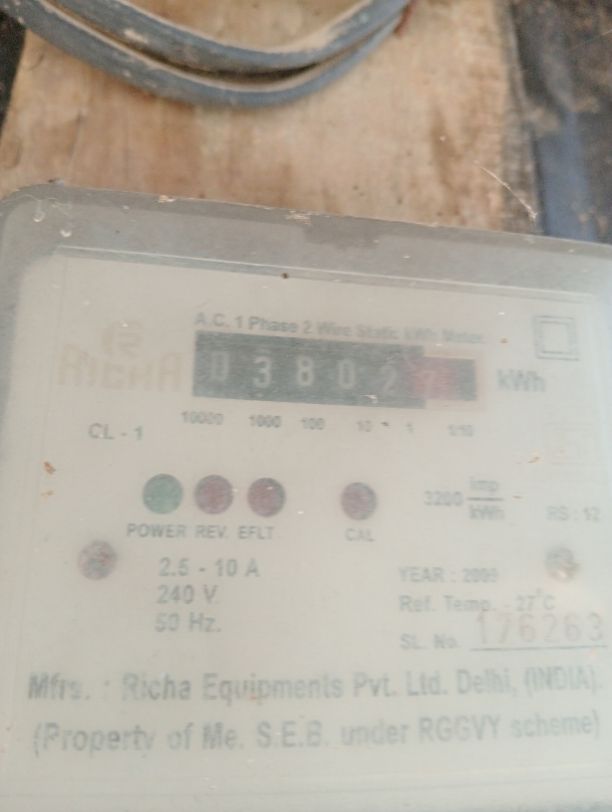 A.C. 1 Phase 2 Wire Static kWh Meter.
RICHA
0 3 8 0 2 kWh
10000 1000 100 10 1 1/10
CL - 1
3200 imp/kWh
RS : 12
POWER REV. EFLT CAL
2.5 - 10 A
YEAR : 2009
240 V.
Ref. Temp. - 27°C
50 Hz.
SL. No. 176263
Mfrs. : Richa Equipments Pvt. Ltd. Delhi, (INDIA).
(Property of Me. S.E.B. under RGGVY scheme)